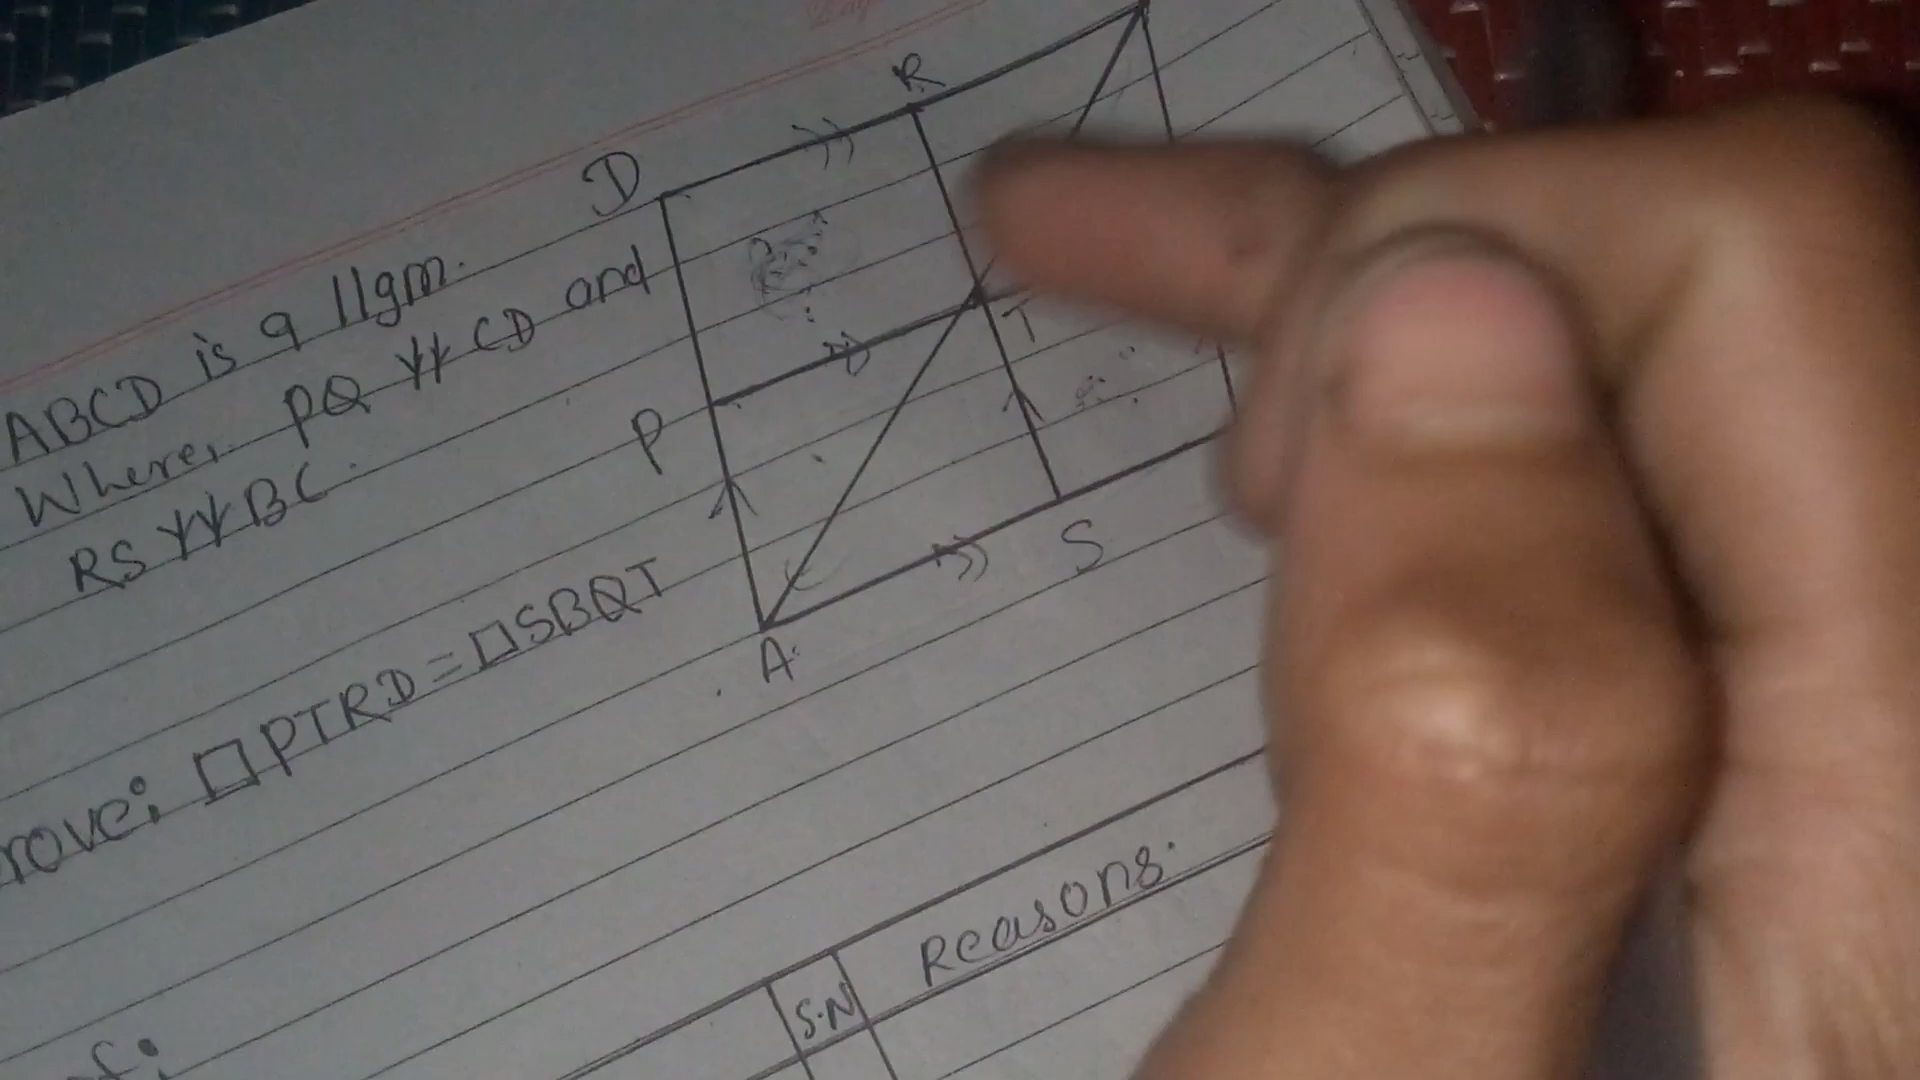 ABCD is a llgm.
Where, PQ \\// CD and
RS \\// BC.
rove; □PTRD = □SBQT
f:
S.N
Reasons.
D
R
P
T
A
S